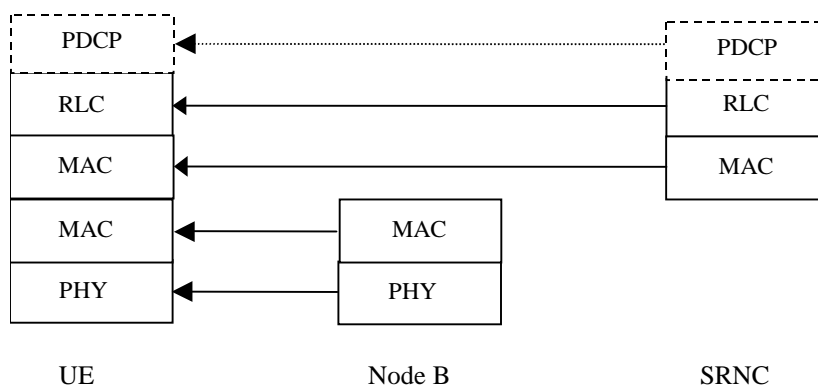 PDCP
PDCP
RLC
RLC
MAC
MAC
MAC
MAC
PHY
PHY
UE
Node B
SRNC